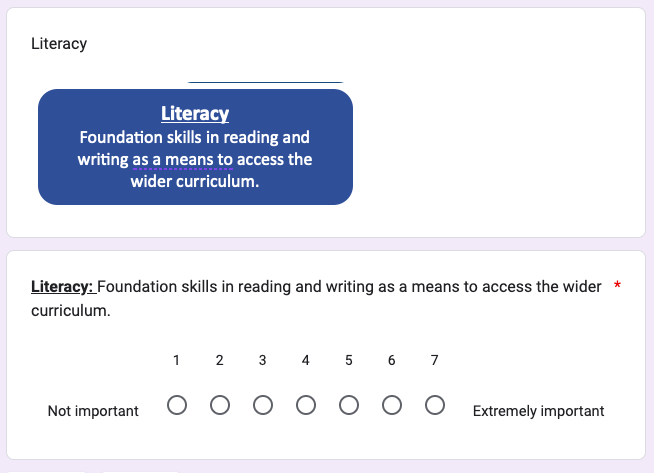 Literacy
Literacy
Foundation skills in reading and
writing as a means to access the
wider curriculum.
Literacy: Foundation skills in reading and writing as a means to access the wider *
curriculum.
1 2 3 4 5 6 7
Not important Extremely important